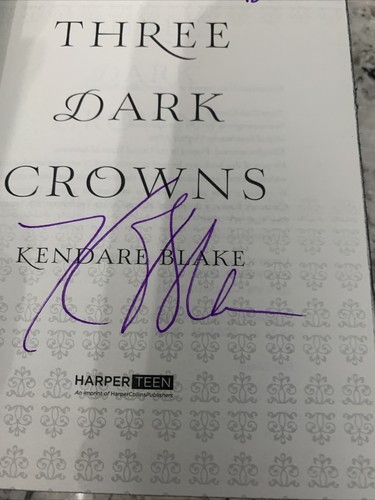 THREE
DARK
CROWNS
KENDARE BLAKE
HARPER TEEN
An Imprint of HarperCollinsPublishers